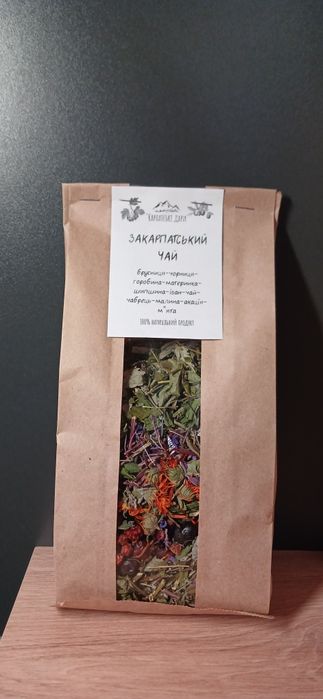 Карпатські дари
ЗАКАРПАТСЬКИЙ
ЧАЙ
брусниця-чорниця-
горобина-материнка-
шипшина-іван-чай-
чабрець-малина-акація-
м'ята
100% натуральний продукт